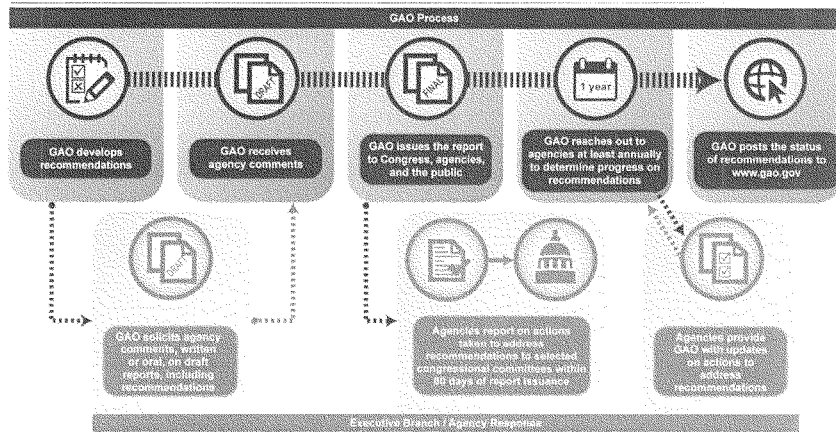 GAO Process
DRAFT
FINAL
1 year
GAO develops
recommendations
GAO receives
agency comments
GAO issues the report
to Congress, agencies,
and the public
GAO reaches out to
agencies at least annually
to determine progress on
recommendations
GAO posts the status
of recommendations to
www.gao.gov
DRAFT
GAO solicits agency
comments, written
or oral, on draft
reports, including
recommendations
Agencies report on actions
taken to address
recommendations to selected
congressional committees within
days of report issuance
Agencies provide
GAO with updates
on actions to
address
recommendations
Executive Branch / Agency Response